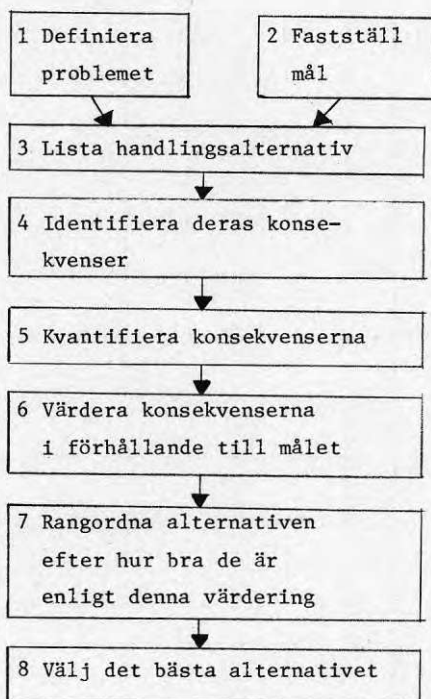 1 Definiera
problemet
2 Fastställ
mål
3 Lista handlingsalternativ
4 Identifiera deras konse-
kvenser
5 Kvantifiera konsekvenserna
6 Värdera konsekvenserna
i förhållande till målet
7 Rangordna alternativen
efter hur bra de är
enligt denna värdering
8 Välj det bästa alternativet